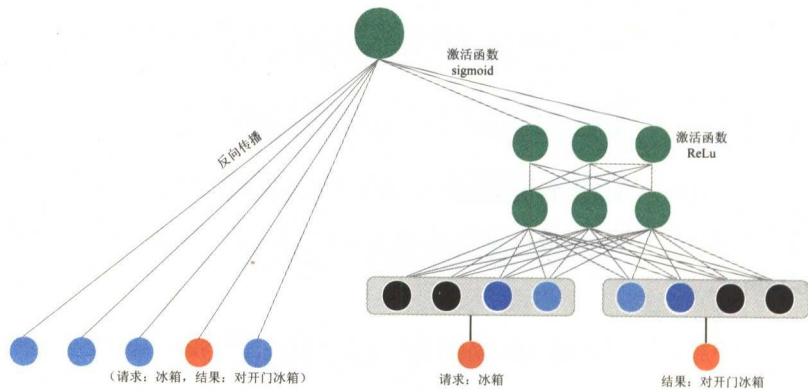 激活函数
sigmoid
反向传播
激活函数
ReLu
(请求：冰箱，结果：对开门冰箱)
请求：冰箱
结果：对开门冰箱